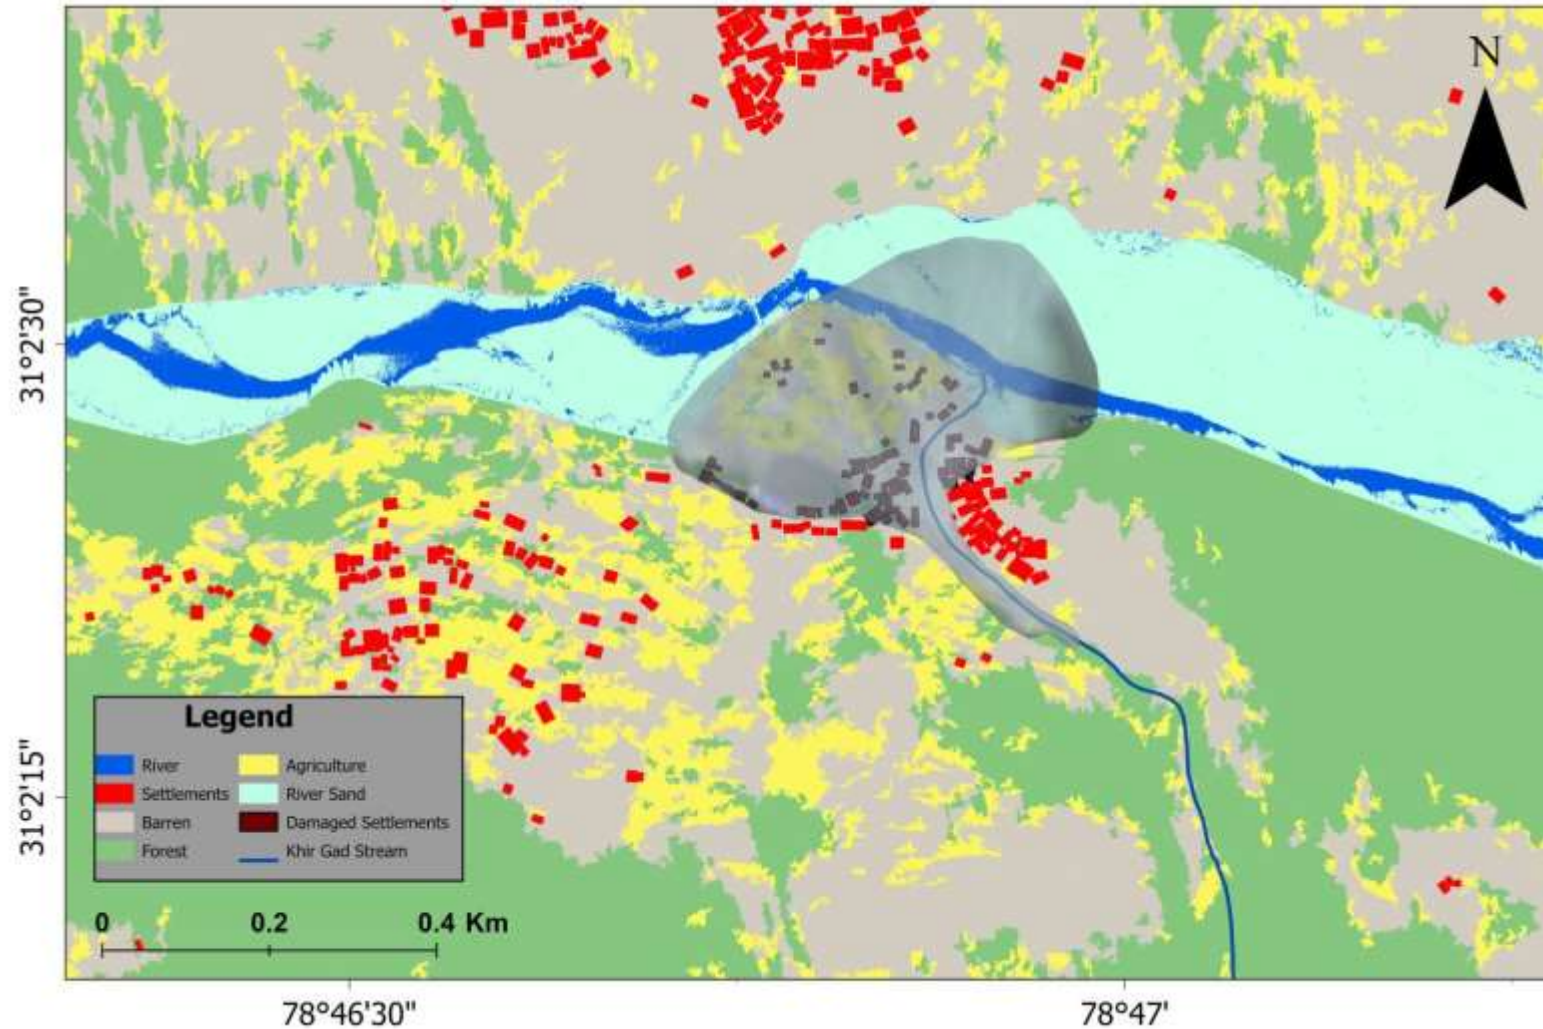 N
31°2'30"
31°2'15"
Legend
River
Agriculture
Settlements
River Sand
Barren
Damaged Settlements
Forest
Khir Gad Stream
0 0.2 0.4 Km
78°46'30" 78°47'